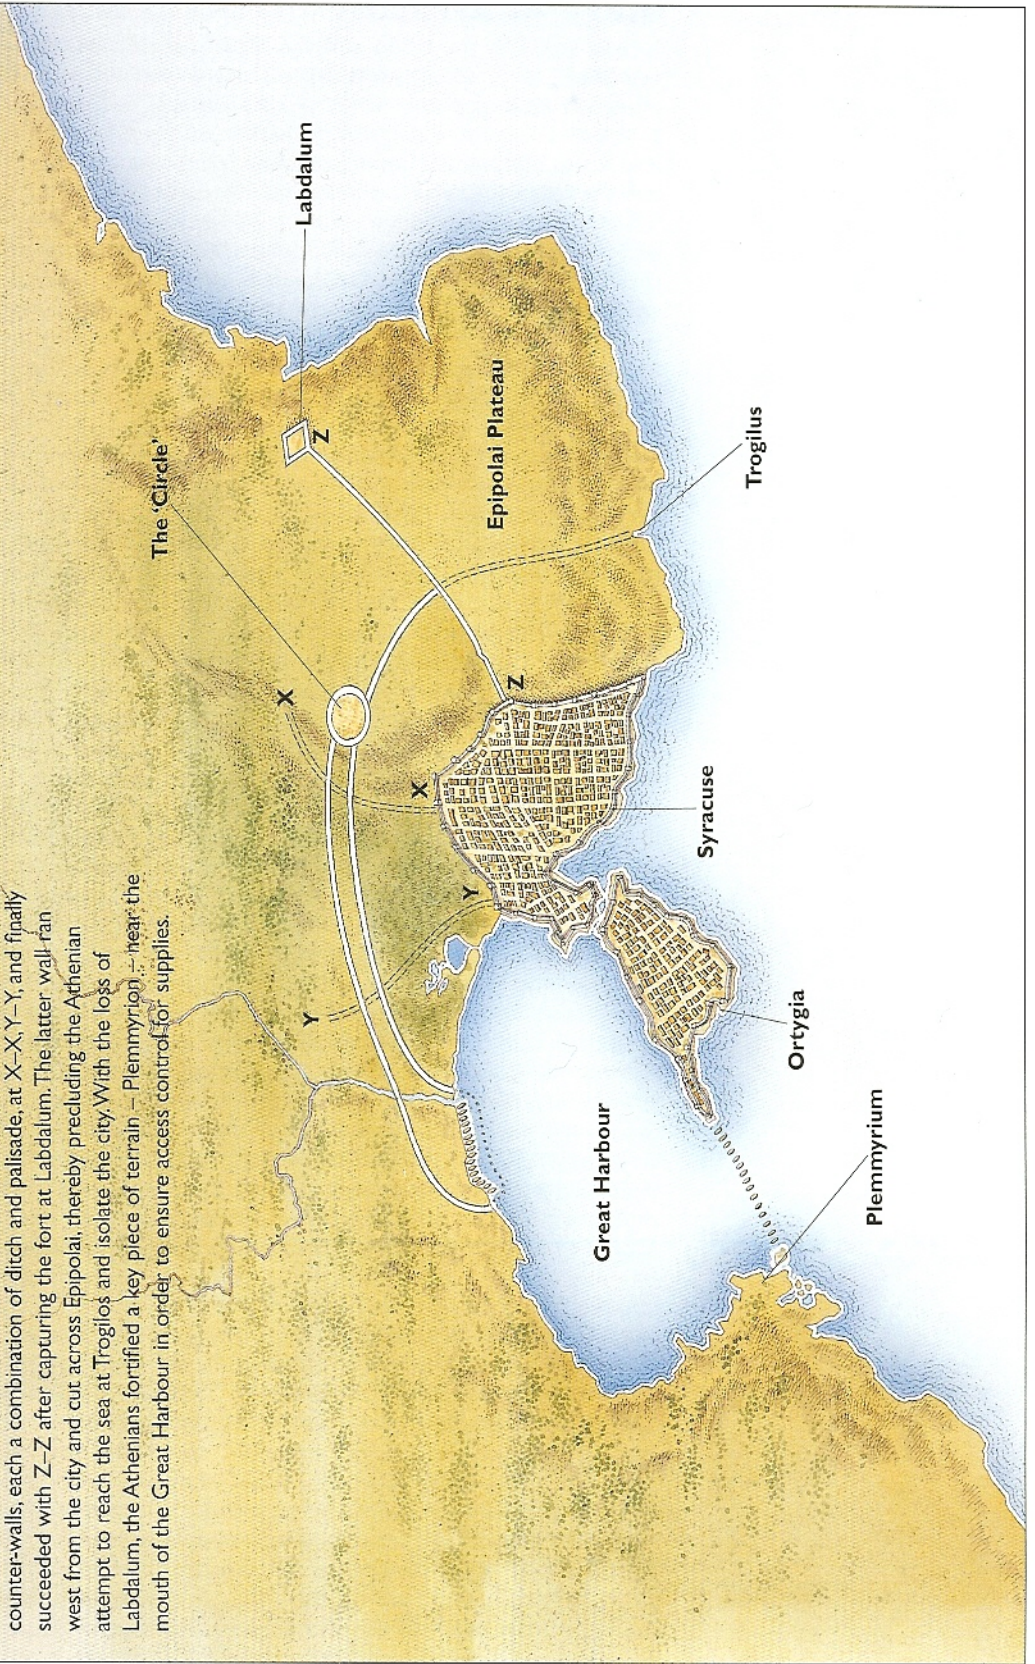 counter-walls, each a combination of ditch and palisade, at X–X, Y–Y, and finally
succeeded with Z–Z after capturing the fort at Labdalum. The latter wall ran
west from the city and cut across Epipolai, thereby precluding the Athenian
attempt to reach the sea at Trogilos and isolate the city. With the loss of
Labdalum, the Athenians fortified a key piece of terrain – Plemmyrion – near the
mouth of the Great Harbour in order to ensure access control for supplies.
The ‘Circle’
Labdalum
Z
X
Epipolai Plateau
Y
X
Y
Z
Trogilus
Great Harbour
Syracuse
Ortygia
Plemmyrium